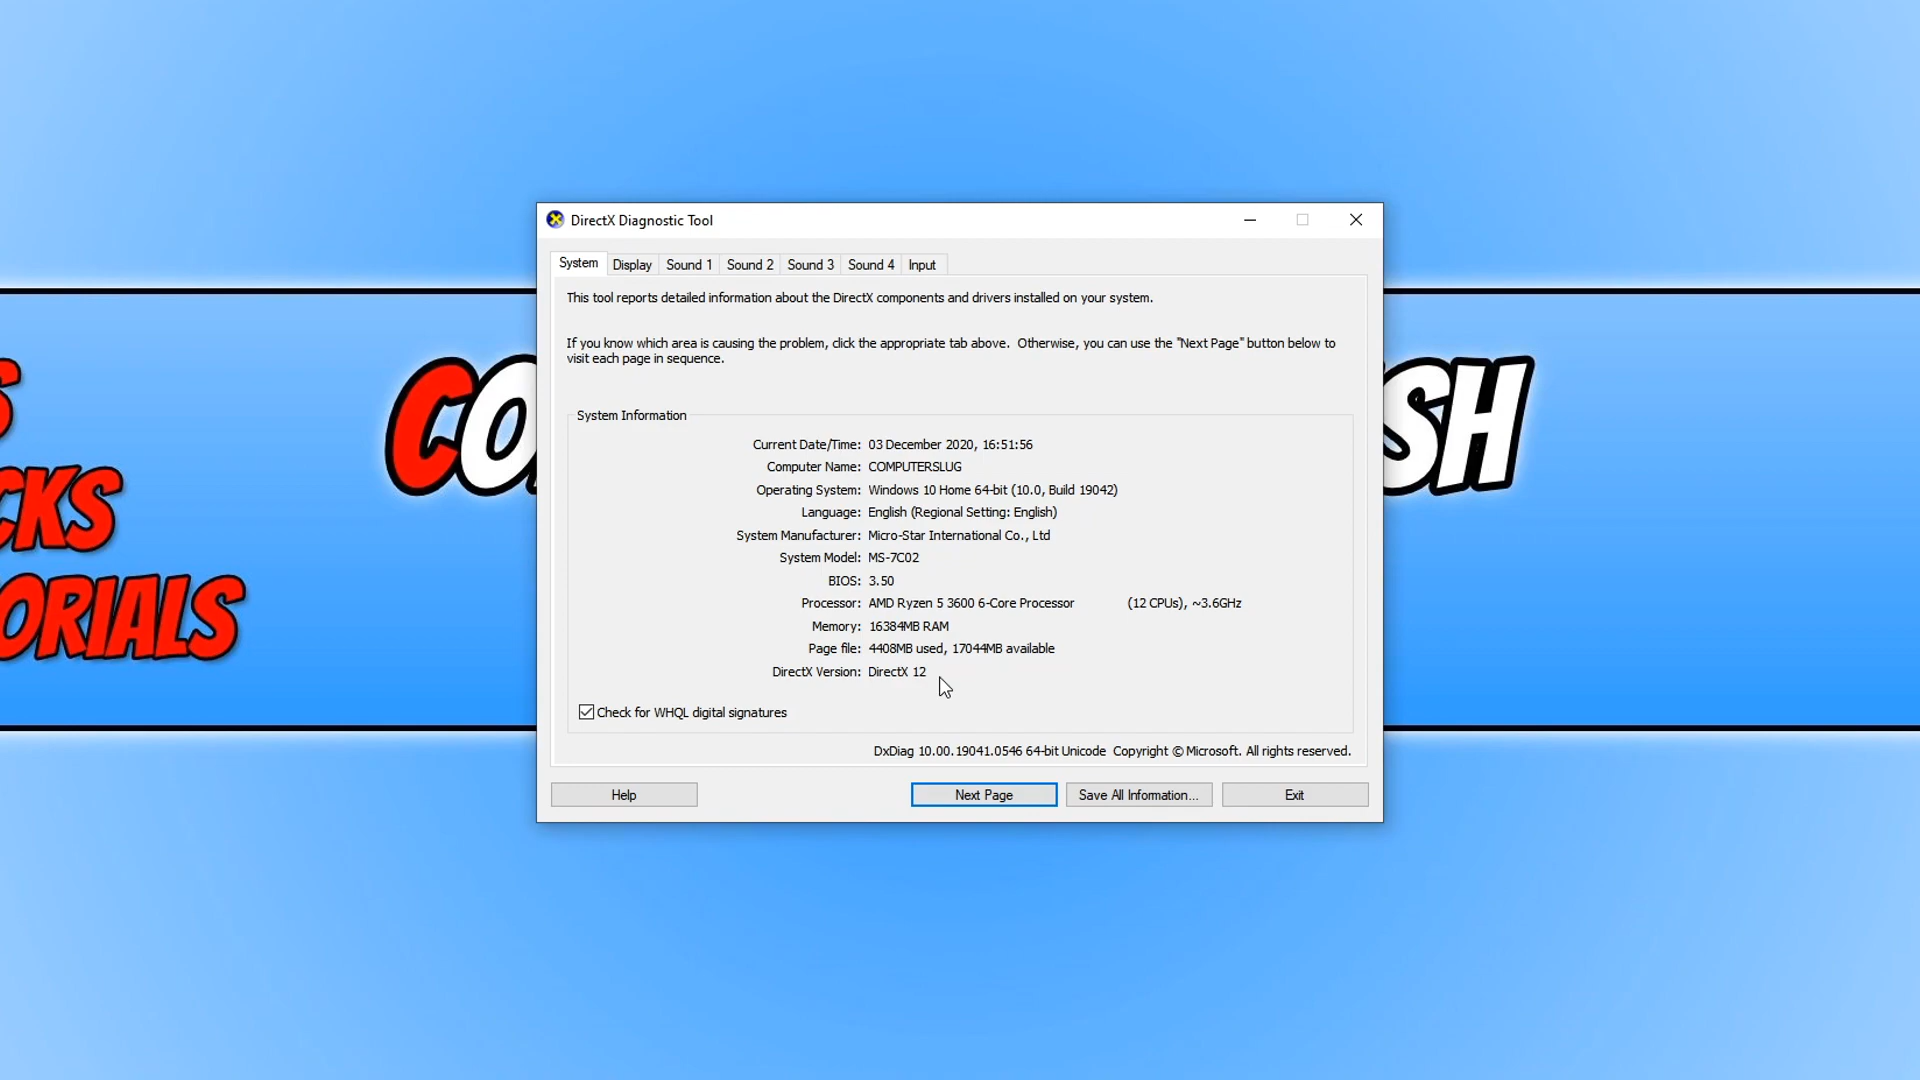 DirectX Diagnostic Tool
System Display Sound 1 Sound 2 Sound 3 Sound 4 Input
This tool reports detailed information about the DirectX components and drivers installed on your system.
If you know which area is causing the problem, click the appropriate tab above.  Otherwise, you can use the "Next Page" button below to
visit each page in sequence.
System Information
Current Date/Time: 03 December 2020, 16:51:56
Computer Name: COMPUTERSLUG
Operating System: Windows 10 Home 64-bit (10.0, Build 19042)
Language: English (Regional Setting: English)
System Manufacturer: Micro-Star International Co., Ltd
System Model: MS-7C02
BIOS: 3.50
Processor: AMD Ryzen 5 3600 6-Core Processor (12 CPUs), ~3.6GHz
Memory: 16384MB RAM
Page file: 4408MB used, 17044MB available
DirectX Version: DirectX 12
Check for WHQL digital signatures
DxDiag 10.00.19041.0546 64-bit Unicode Copyright © Microsoft. All rights reserved.
Help Next Page Save All Information... Exit